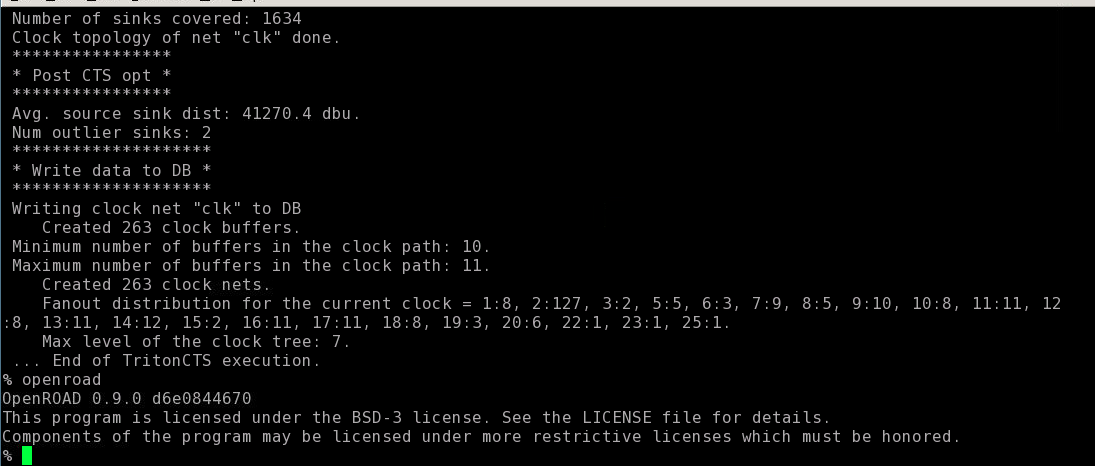 Number of sinks covered: 1634
Clock topology of net "clk" done.
****************
* Post CTS opt *
****************
Avg. source sink dist: 41270.4 dbu.
Num outlier sinks: 2
********************
* Write data to DB *
********************
Writing clock net "clk" to DB
Created 263 clock buffers.
Minimum number of buffers in the clock path: 10.
Maximum number of buffers in the clock path: 11.
Created 263 clock nets.
Fanout distribution for the current clock = 1:8, 2:127, 3:2, 5:5, 6:3, 7:9, 8:5, 9:10, 10:8, 11:11, 12
:8, 13:11, 14:12, 15:2, 16:11, 17:11, 18:8, 19:3, 20:6, 22:1, 23:1, 25:1.
Max level of the clock tree: 7.
... End of TritonCTS execution.
% openroad
OpenROAD 0.9.0 d6e0844670
This program is licensed under the BSD-3 license. See the LICENSE file for details.
Components of the program may be licensed under more restrictive licenses which must be honored.
%